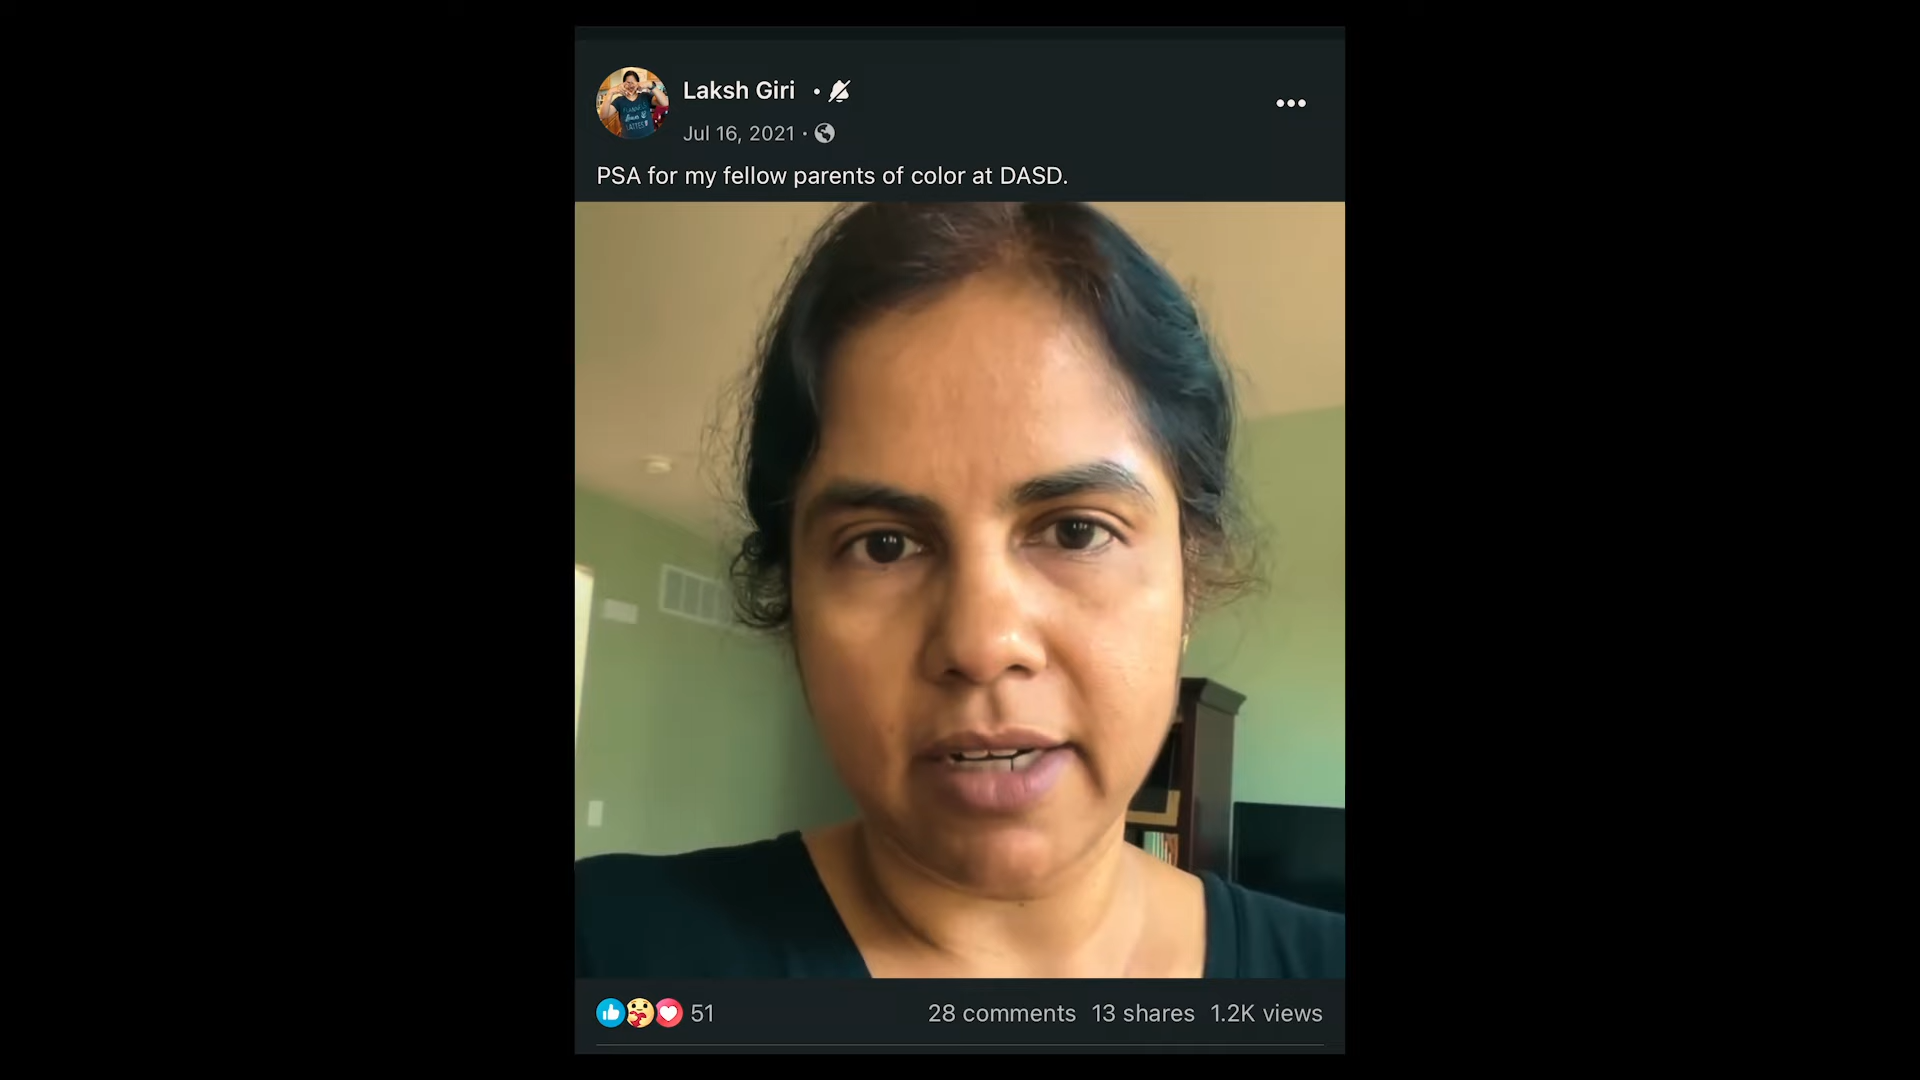 Laksh Giri
Jul 16, 2021
PSA for my fellow parents of color at DASD.
51
28 comments 13 shares 1.2K views